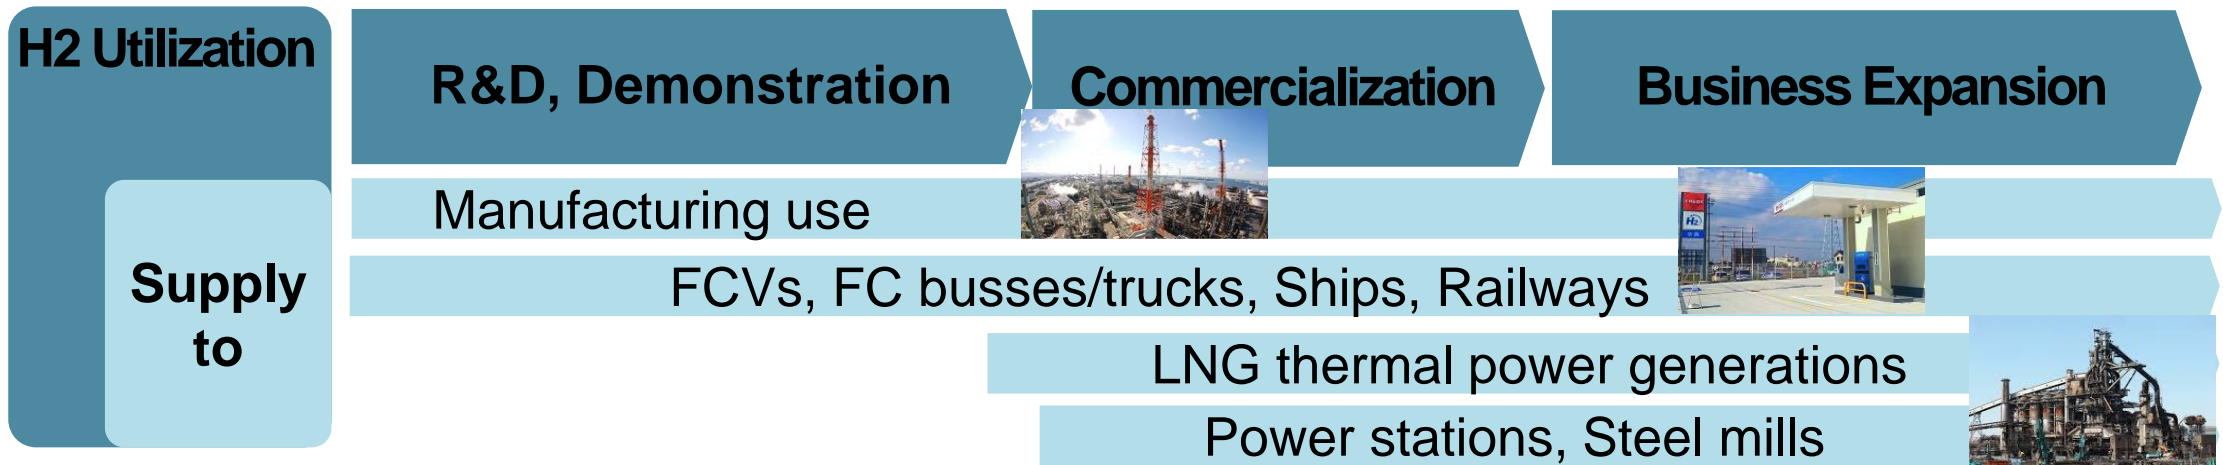 H2 Utilization
R&D, Demonstration
Commercialization
Business Expansion
Supply
to
Manufacturing use
FCVs, FC busses/trucks, Ships, Railways
H2
LNG thermal power generations
Power stations, Steel mills